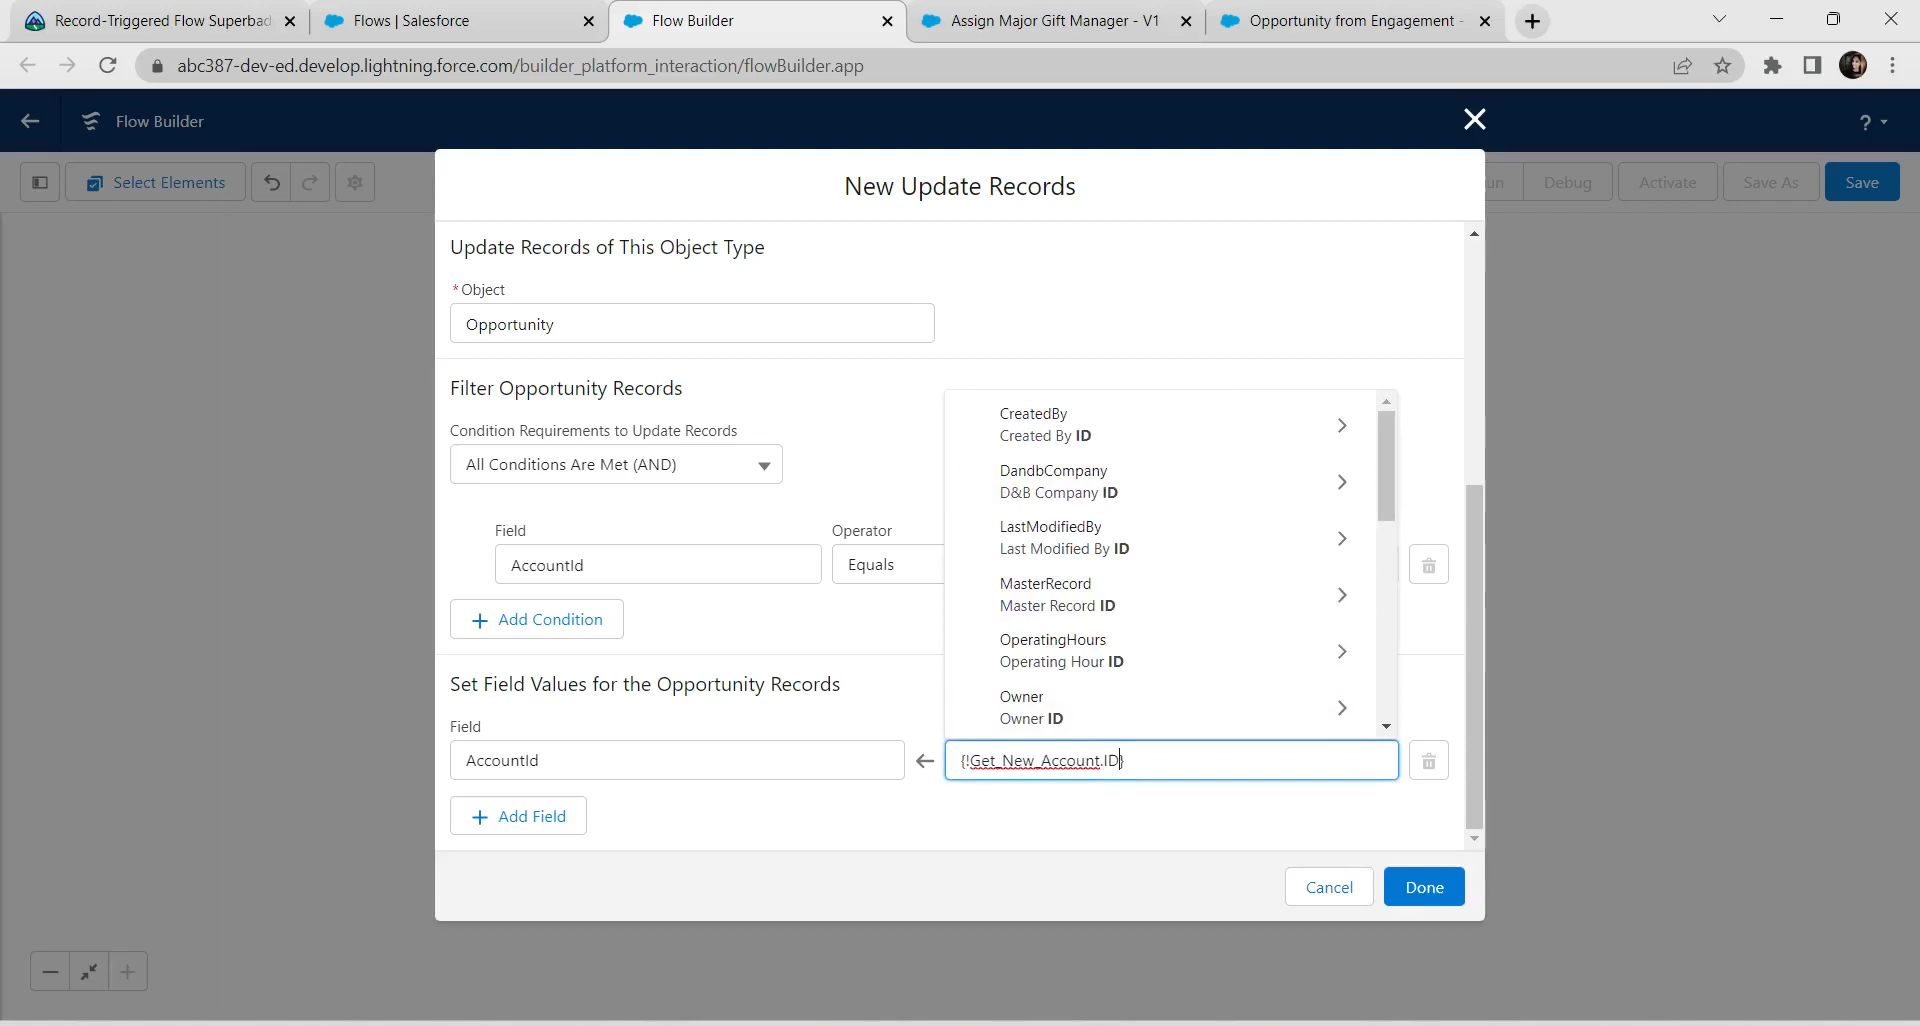 Record-Triggered Flow Superbad
Flows | Salesforce
Flow Builder
Assign Major Gift Manager - V1
Opportunity from Engagement -
abc387-dev-ed.develop.lightning.force.com/builder_platform_interaction/flowBuilder.app
Flow Builder
?
Select Elements
un
Debug
Activate
Save As
Save
New Update Records
Update Records of This Object Type
* Object
Opportunity
Filter Opportunity Records
Condition Requirements to Update Records
All Conditions Are Met (AND)
Field
Operator
AccountId
Equals
+ Add Condition
CreatedBy
Created By ID
DandbCompany
D&B Company ID
LastModifiedBy
Last Modified By ID
MasterRecord
Master Record ID
OperatingHours
Operating Hour ID
Owner
Owner ID
Set Field Values for the Opportunity Records
Field
AccountId
{!Get_New_Account.ID}
+ Add Field
Cancel
Done